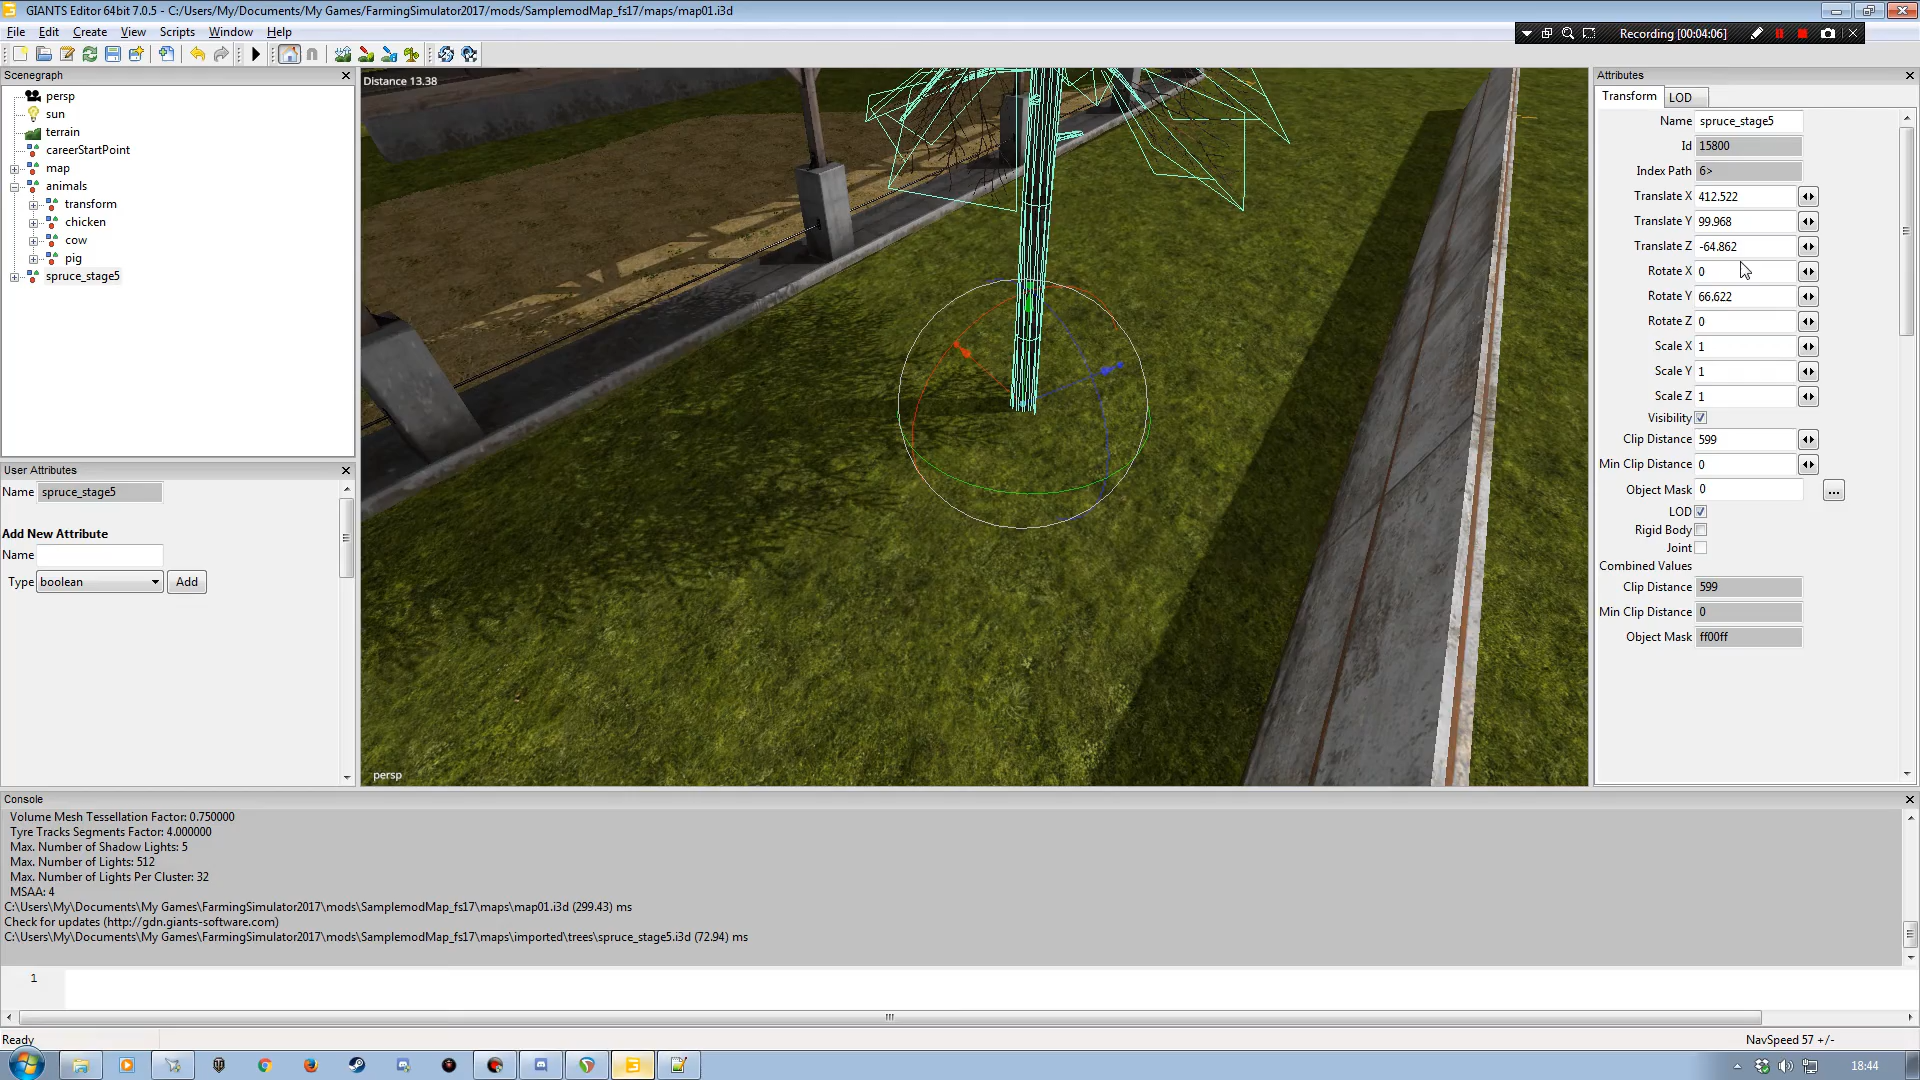 GIANTS Editor 64bit 7.0.5 - C:/Users/My/Documents/My Games/FarmingSimulator2017/mods/SamplemodMap_fs17/maps/map01.i3d
File Edit Create View Scripts Window Help
Recording [00:04:06]
Scenegraph
persp
sun
terrain
careerStartPoint
map
animals
transform
chicken
cow
pig
spruce_stage5
User Attributes
Name spruce_stage5
Add New Attribute
Name
Type boolean Add
Distance 13.38
persp
Attributes
Transform LOD
Name spruce_stage5
Id 15800
Index Path 6>
Translate X 412.522
Translate Y 99.968
Translate Z -64.862
Rotate X 0
Rotate Y 66.622
Rotate Z 0
Scale X 1
Scale Y 1
Scale Z 1
Visibility
Clip Distance 599
Min Clip Distance 0
Object Mask 0 ...
LOD
Rigid Body
Joint
Combined Values
Clip Distance 599
Min Clip Distance 0
Object Mask ff00ff
Console
Volume Mesh Tessellation Factor: 0.750000
Tyre Tracks Segments Factor: 4.000000
Max. Number of Shadow Lights: 5
Max. Number of Lights: 512
Max. Number of Lights Per Cluster: 32
MSAA: 4
C:\Users\My\Documents\My Games\FarmingSimulator2017\mods\SamplemodMap_fs17\maps\map01.i3d (299.43) ms
Check for updates (http://gdn.giants-software.com)
C:\Users\My\Documents\My Games\FarmingSimulator2017\mods\SamplemodMap_fs17\maps\imported\trees\spruce_stage5.i3d (72.94) ms
1
Ready
NavSpeed 57 +/-
18:44